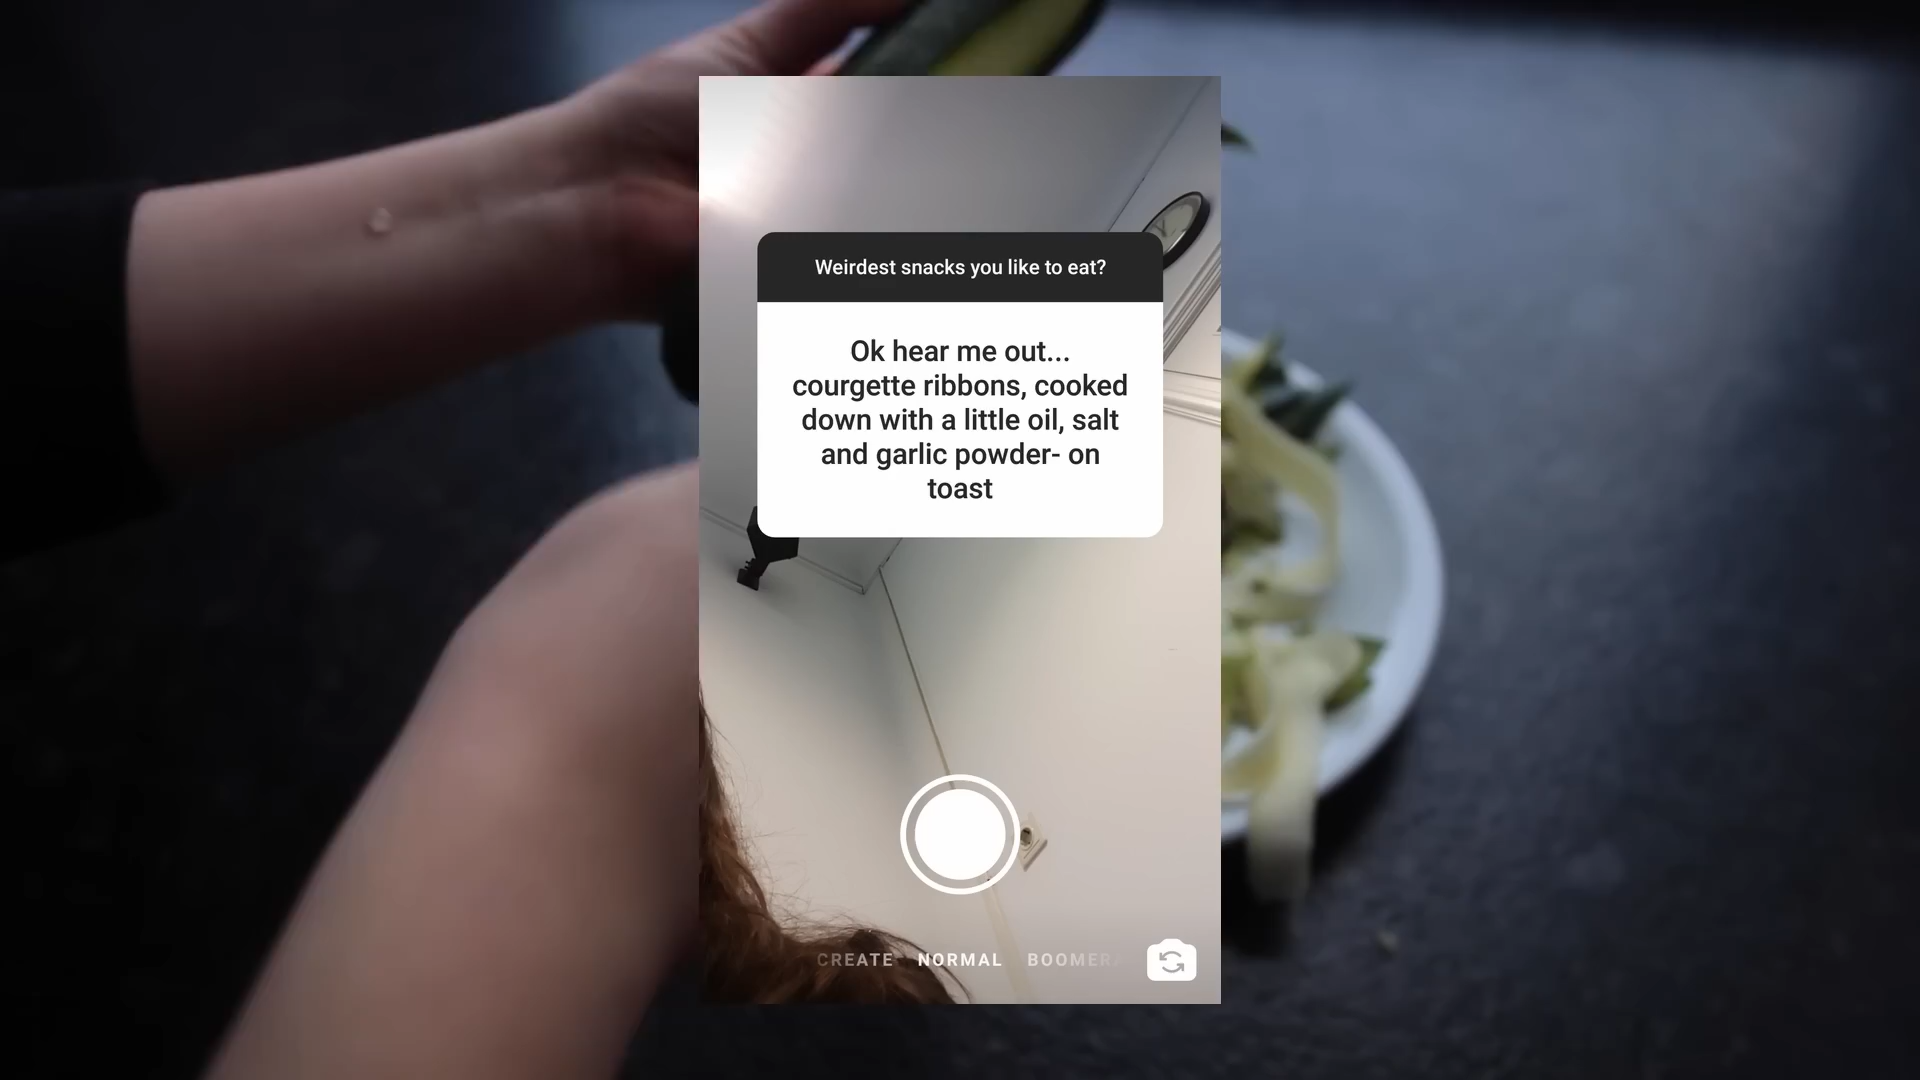 Weirdest snacks you like to eat?
Ok hear me out...
courgette ribbons, cooked
down with a little oil, salt
and garlic powder- on
toast
CREATE NORMAL BOOMER